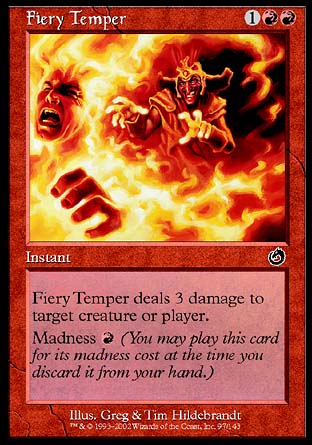 Fiery Temper 1
Instant
Fiery Temper deals 3 damage to
target creature or player.
Madness (You may play this card
for its madness cost at the time you
discard it from your hand.)
Illus. Greg & Tim Hildebrandt
™ & © 1993–2002 Wizards of the Coast, Inc. 97/143